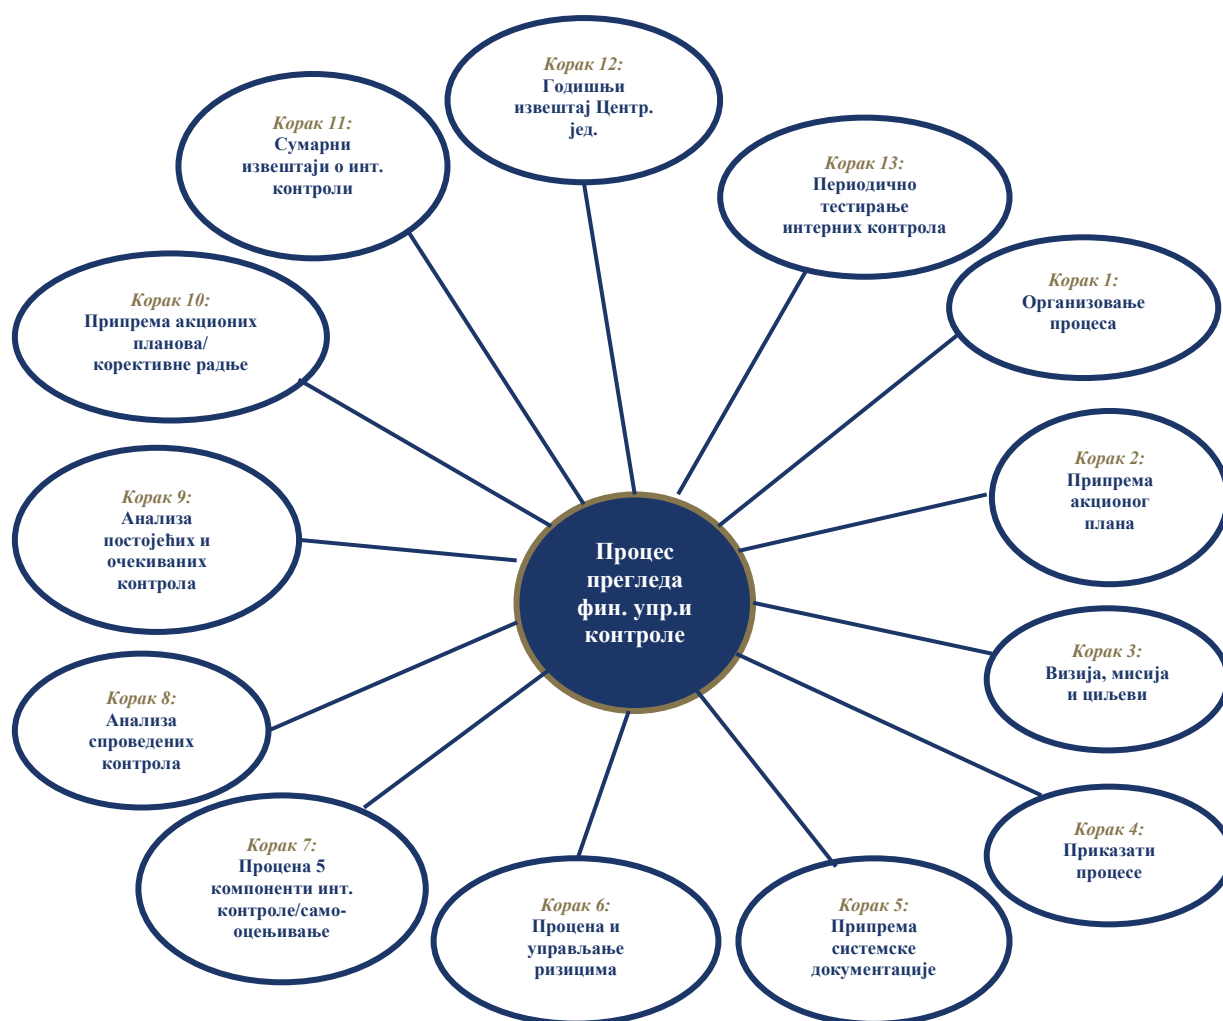 Корак 12:
Годишњи
извештај Центр.
јед.
Корак 11:
Сумарни
извештаји о инт.
контроли
Корак 13:
Периодично
тестирање
интерних контрола
Корак 10:
Припрема акционих
планова/
корективне радње
Корак 1:
Организовање
процеса
Корак 9:
Анализа
постојећих и
очекиваних
контрола
Корак 2:
Припрема
акционог
плана
Процес
прегледа
фин. упр.и
контроле
Корак 8:
Анализа
спроведених
контрола
Корак 3:
Визија, мисија
и циљеви
Корак 7:
Процена 5
компоненти инт.
контроле/само-
оцењивање
Корак 4:
Приказати
процесе
Корак 6:
Процена и
управљање
ризицима
Корак 5:
Припрема
системске
документације